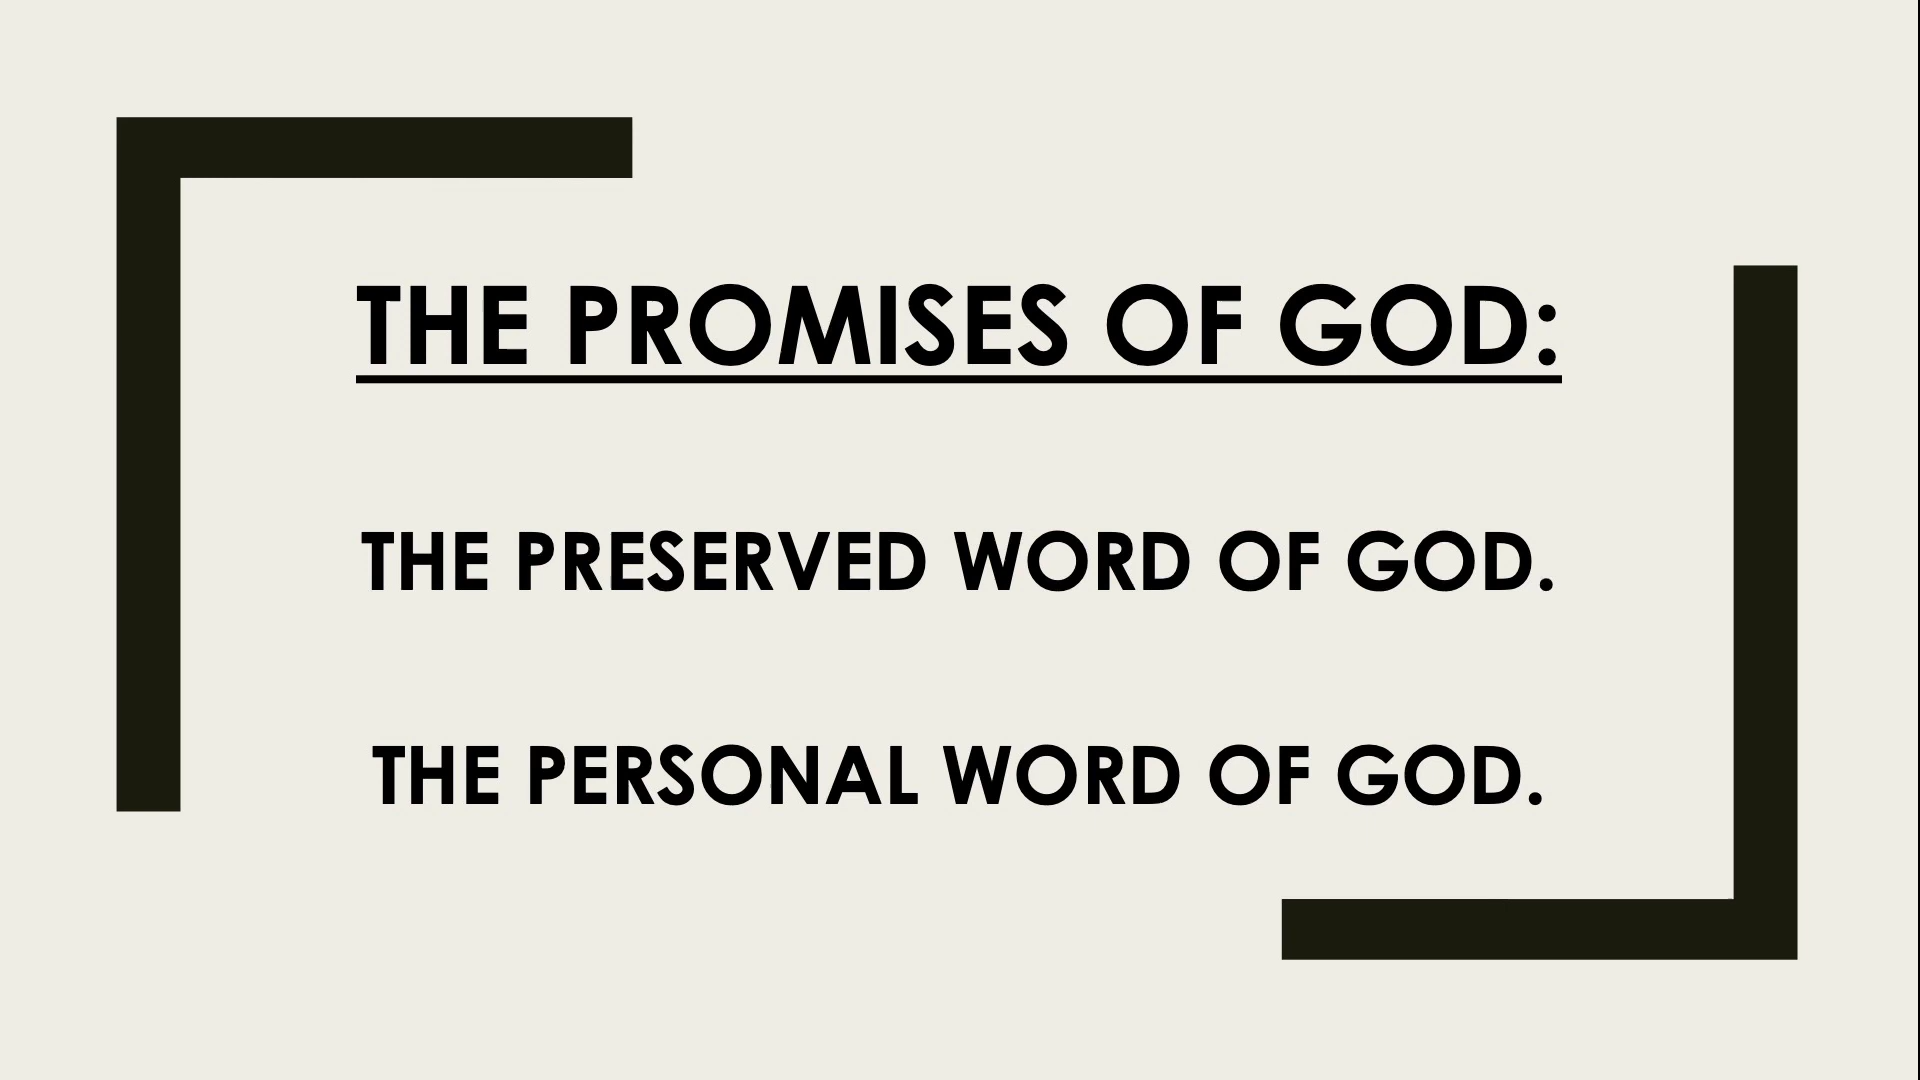 THE PROMISES OF GOD:
THE PRESERVED WORD OF GOD.
THE PERSONAL WORD OF GOD.